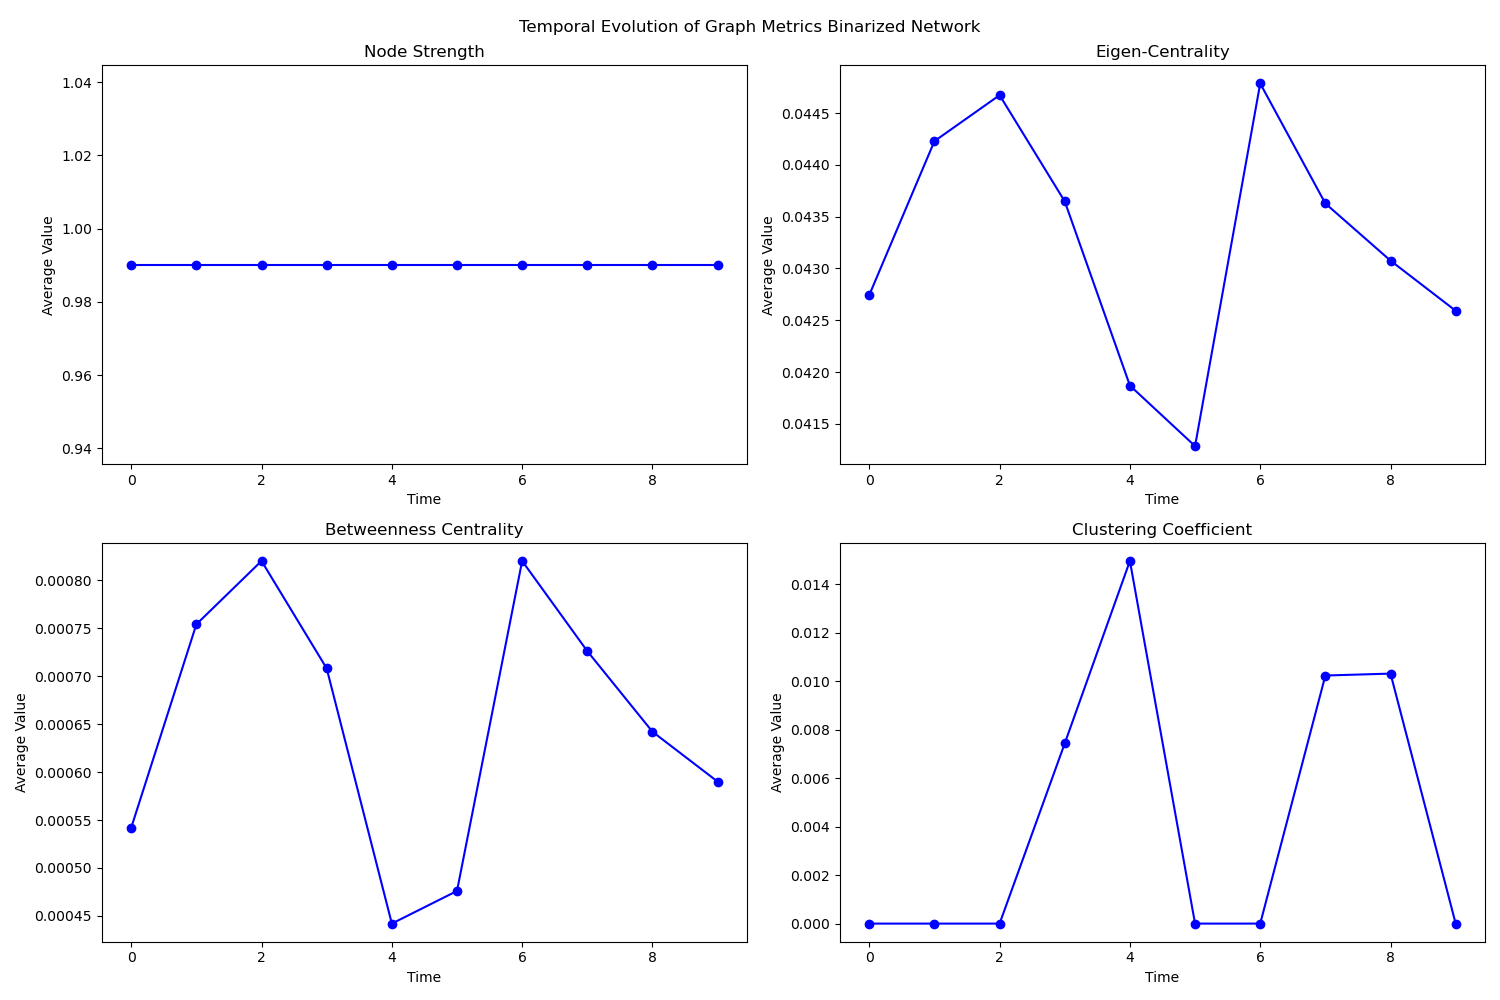 Temporal Evolution of Graph Metrics Binarized Network
Node Strength
1.04
1.02
1.00
0.98
0.96
0.94
Average Value
0 2 4 6 8
Time
Eigen-Centrality
0.0445
0.0440
0.0435
0.0430
0.0425
0.0420
0.0415
Average Value
0 2 4 6 8
Time
Betweenness Centrality
0.00080
0.00075
0.00070
0.00065
0.00060
0.00055
0.00050
0.00045
Average Value
0 2 4 6 8
Time
Clustering Coefficient
0.014
0.012
0.010
0.008
0.006
0.004
0.002
0.000
Average Value
0 2 4 6 8
Time